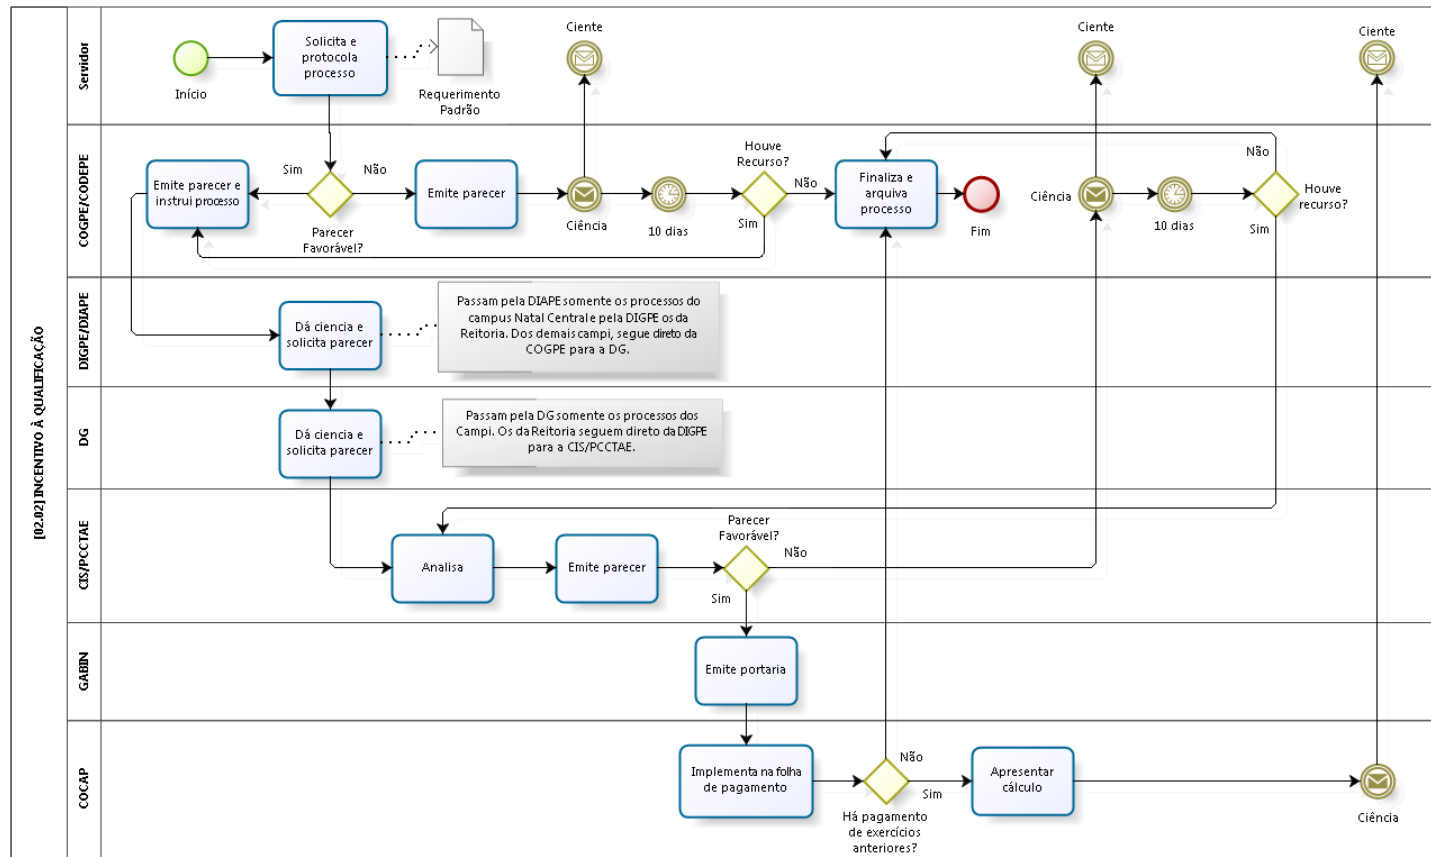 [02.02] INCENTIVO À QUALIFICAÇÃO
Servidor
Início
Solicita e
protocola
processo
Requerimento
Padrão
Ciente
Ciente
Ciente
COGPE/CODEPE
Emite parecer e
instrui processo
Sim
Não
Parecer
Favorável?
Emite parecer
Ciência
10 dias
Houve
Recurso?
Não
Sim
Finaliza e
arquiva
processo
Fim
Ciência
10 dias
Não
Houve
recurso?
Sim
DIGPE/DIAPE
Dá ciencia e
solicita parecer
Passam pela DIAPE somente os processos do
campus Natal Central e pela DIGPE os da
Reitoria. Dos demais campi, segue direto da
COGPE para a DG.
DG
Dá ciencia e
solicita parecer
Passam pela DG somente os processos dos
Campi. Os da Reitoria seguem direto da DIGPE
para a CIS/PCCTAE.
CIS/PCCTAE
Analisa
Emite parecer
Parecer
Favorável?
Não
Sim
GABIN
Emite portaria
COCAP
Implementa na folha
de pagamento
Não
Sim
Há pagamento
de exercícios
anteriores?
Apresentar
cálculo
Ciência